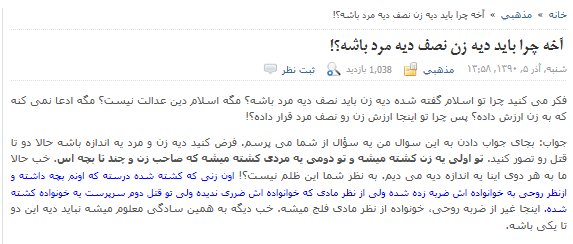 خانه » مذهبی » آخه چرا باید دیه زن نصف دیه مرد باشه؟!
آخه چرا باید دیه زن نصف دیه مرد باشه؟!
شنبه, آذر ۵, ۱۳۹۰, ۱۳:۵۸ مذهبی 1,038 بازدید ثبت نظر
فکر می کنید چرا تو اسلام گفته شده دیه زن باید نصف دیه مرد باشه؟ مگه اسلام دین عدالت نیست؟ مگه ادعا نمی کنه
که به زن ارزش داده؟ پس چرا تو اینجا ارزش زن رو نصف مرد قرار داده؟!
جواب: بجای جواب دادن به این سوال من یه سؤال از شما می پرسم. فرض کنید دیه زن و مرد یه اندازه باشه حالا دو تا
قتل رو تصور کنید. تو اولی یه زن کشته میشه و تو دومی یه مردی کشته میشه که صاحب زن و چند تا بچه اس. خب حالا
ما به هر دوی اینا یه اندازه دیه می دیم. به نظر شما این ظلم نیست؟! اون زنی که کشته شده درسته که اونم بچه داشته و
ازنظر روحی به خونواده اش ضربه زده شده ولی از نظر مادی که خونواده اش ضرری ندیده ولی تو قتل دوم سرپرست یه خونواده کشته
شده. اینجا غیر از ضربه روحی، خونواده از نظر مادی فلج میشه. خب دیگه به همین سادگی معلوم میشه نباید دیه این دو
تا یکی باشه.